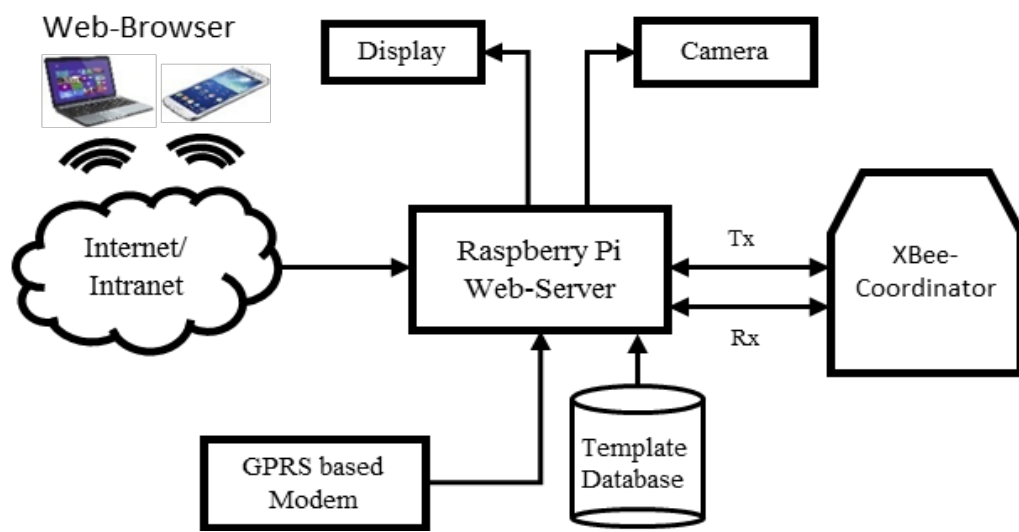 Web-Browser
Display
Camera
Internet/
Intranet
Raspberry Pi
Web-Server
Tx
Rx
XBee-
Coordinator
GPRS based
Modem
Template
Database